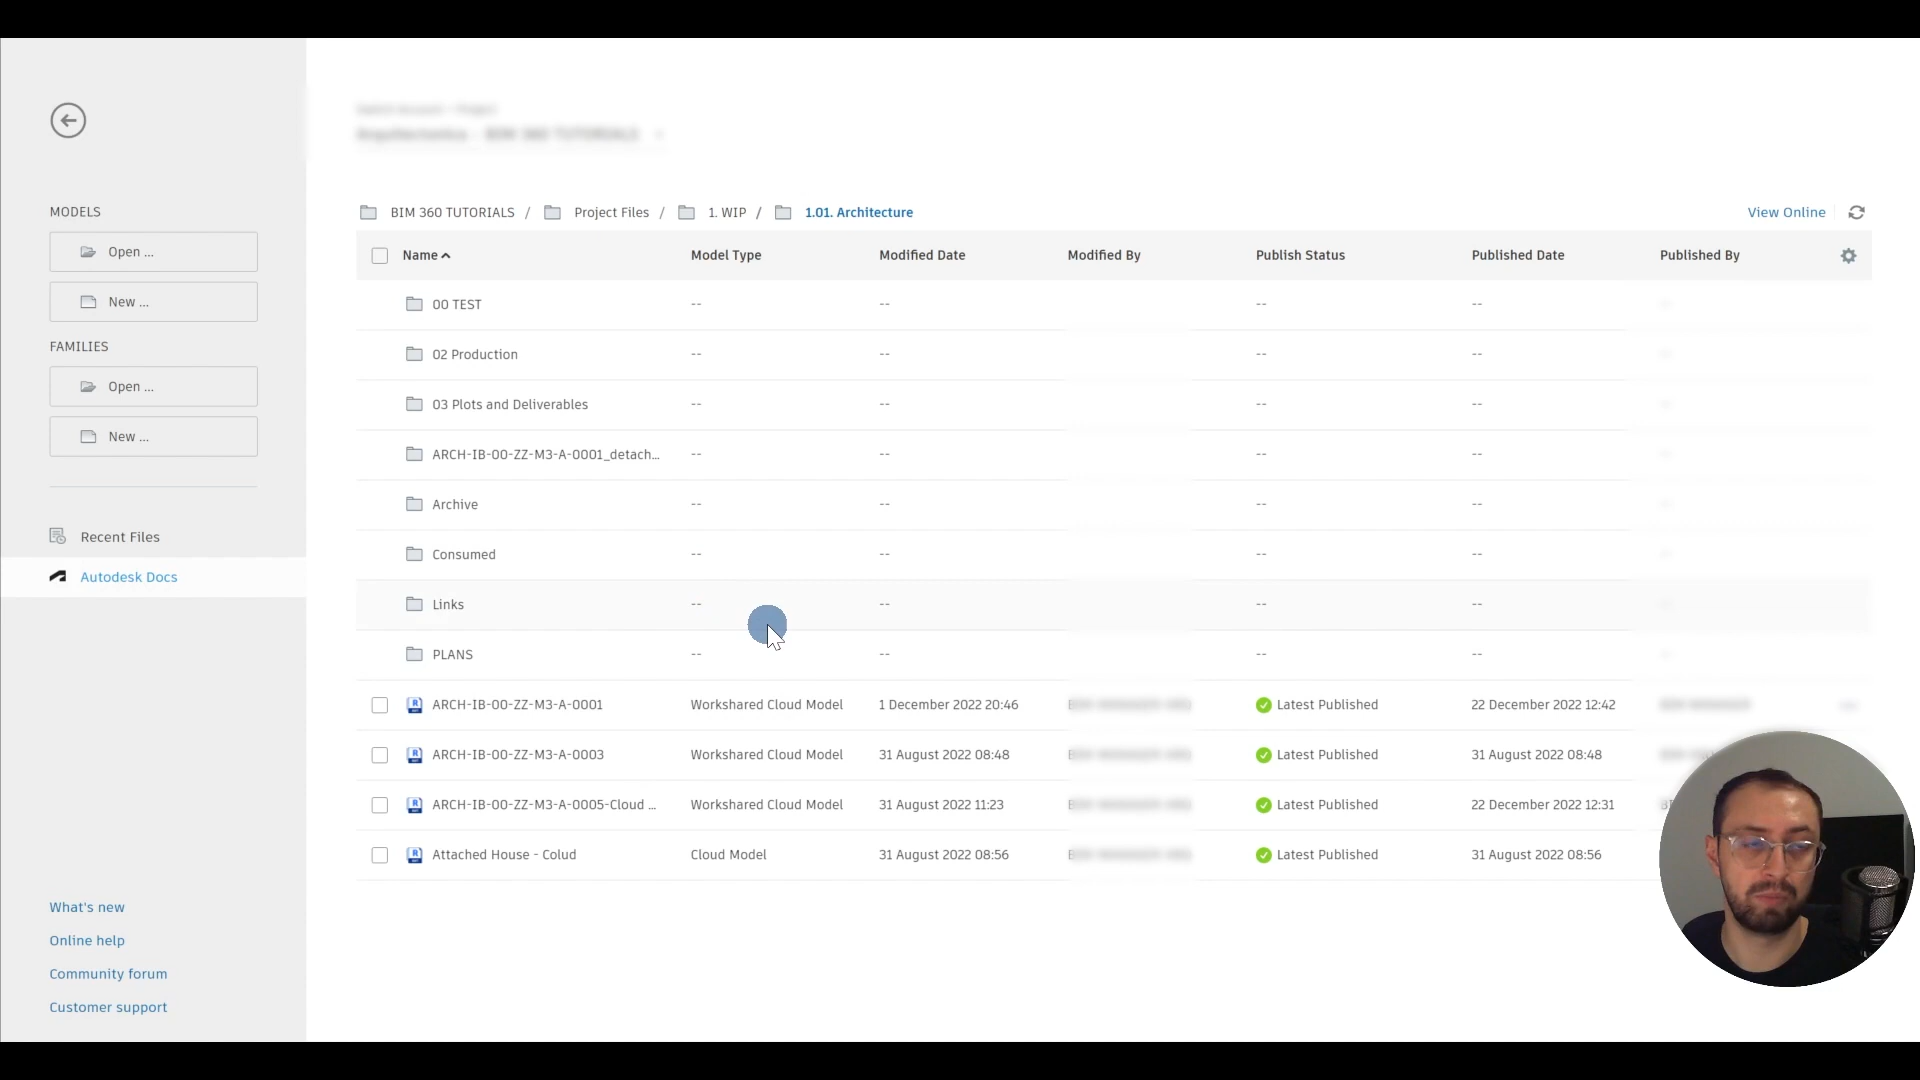 MODELS
Open ...
New ...
FAMILIES
Open ...
New ...
Recent Files
Autodesk Docs
What's new
Online help
Community forum
Customer support
BIM 360 TUTORIALS / Project Files / 1. WIP / 1.01. Architecture
View Online
Name Model Type Modified Date Modified By Publish Status Published Date Published By
00 TEST -- -- -- --
02 Production -- -- -- --
03 Plots and Deliverables -- -- -- --
ARCH-IB-00-ZZ-M3-A-0001_detach... -- -- -- --
Archive -- -- -- --
Consumed -- -- -- --
Links -- -- -- --
PLANS -- -- -- --
ARCH-IB-00-ZZ-M3-A-0001 Workshared Cloud Model 1 December 2022 20:46 Latest Published 22 December 2022 12:42
ARCH-IB-00-ZZ-M3-A-0003 Workshared Cloud Model 31 August 2022 08:48 Latest Published 31 August 2022 08:48
ARCH-IB-00-ZZ-M3-A-0005-Cloud ... Workshared Cloud Model 31 August 2022 11:23 Latest Published 22 December 2022 12:31
Attached House - Colud Cloud Model 31 August 2022 08:56 Latest Published 31 August 2022 08:56